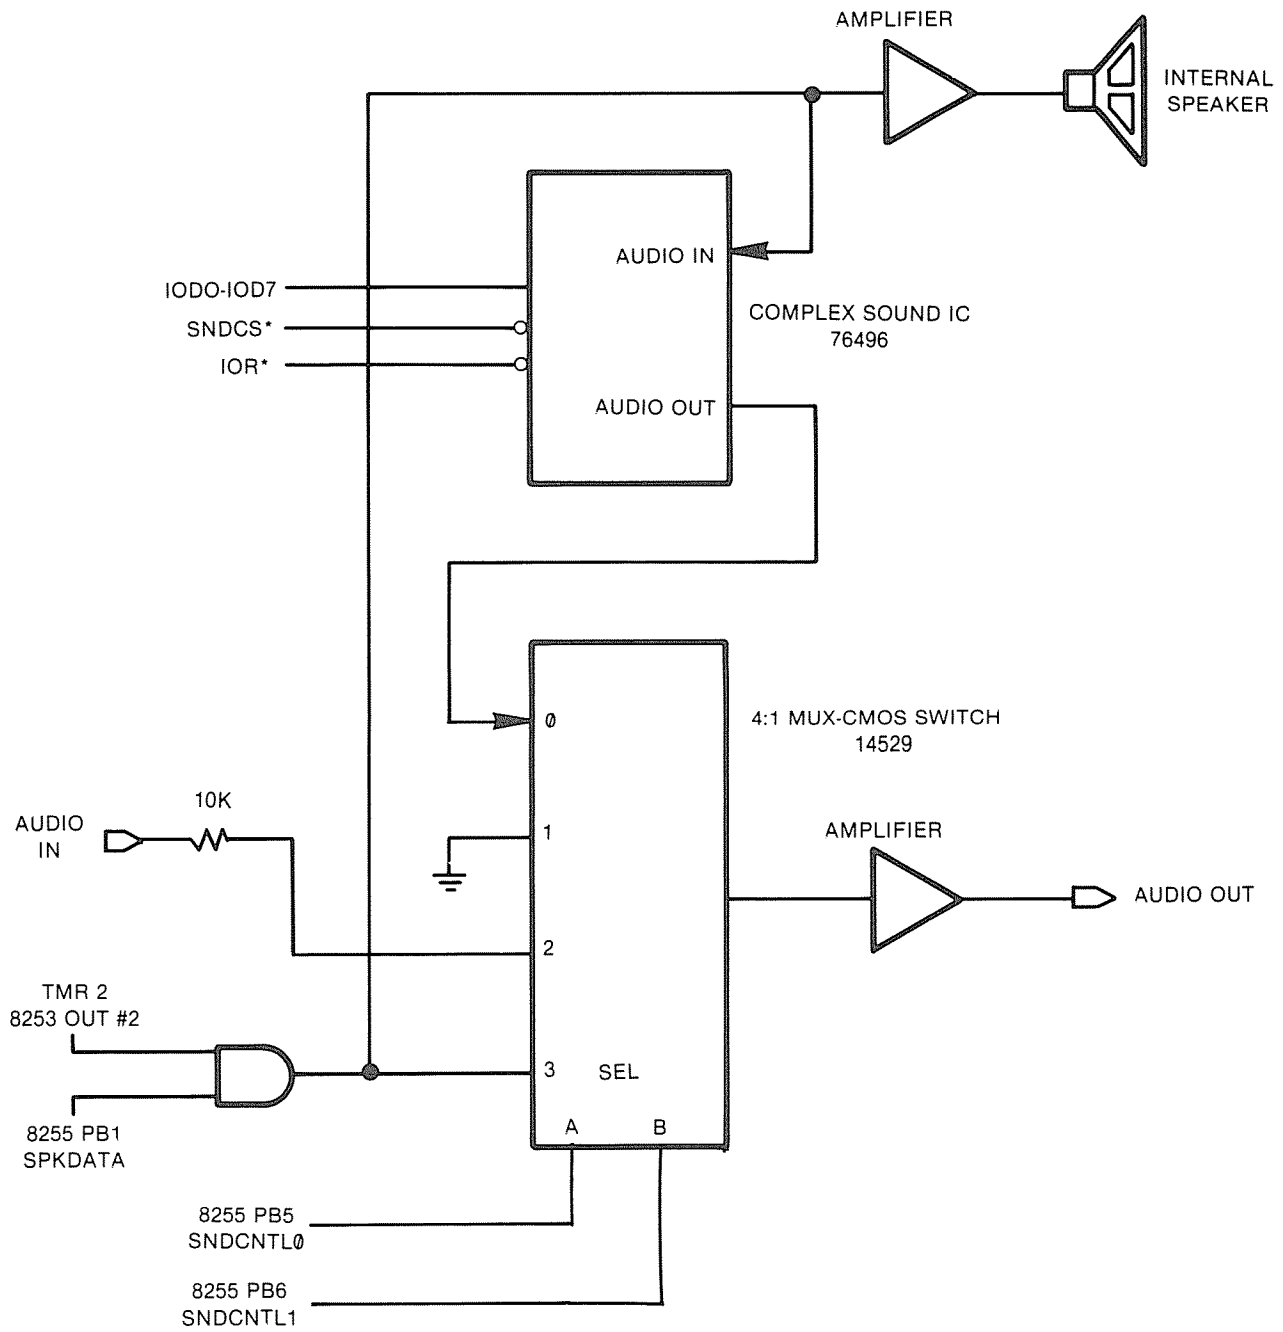 AMPLIFIER
INTERNAL
SPEAKER
AUDIO IN
IODO-IOD7
SNDCS*
IOR*
COMPLEX SOUND IC
76496
AUDIO OUT
0
4:1 MUX-CMOS SWITCH
14529
10K
AUDIO
IN
1
AMPLIFIER
AUDIO OUT
2
TMR 2
8253 OUT #2
3
SEL
8255 PB1
SPKDATA
A
B
8255 PB5
SNDCNTL0
8255 PB6
SNDCNTL1